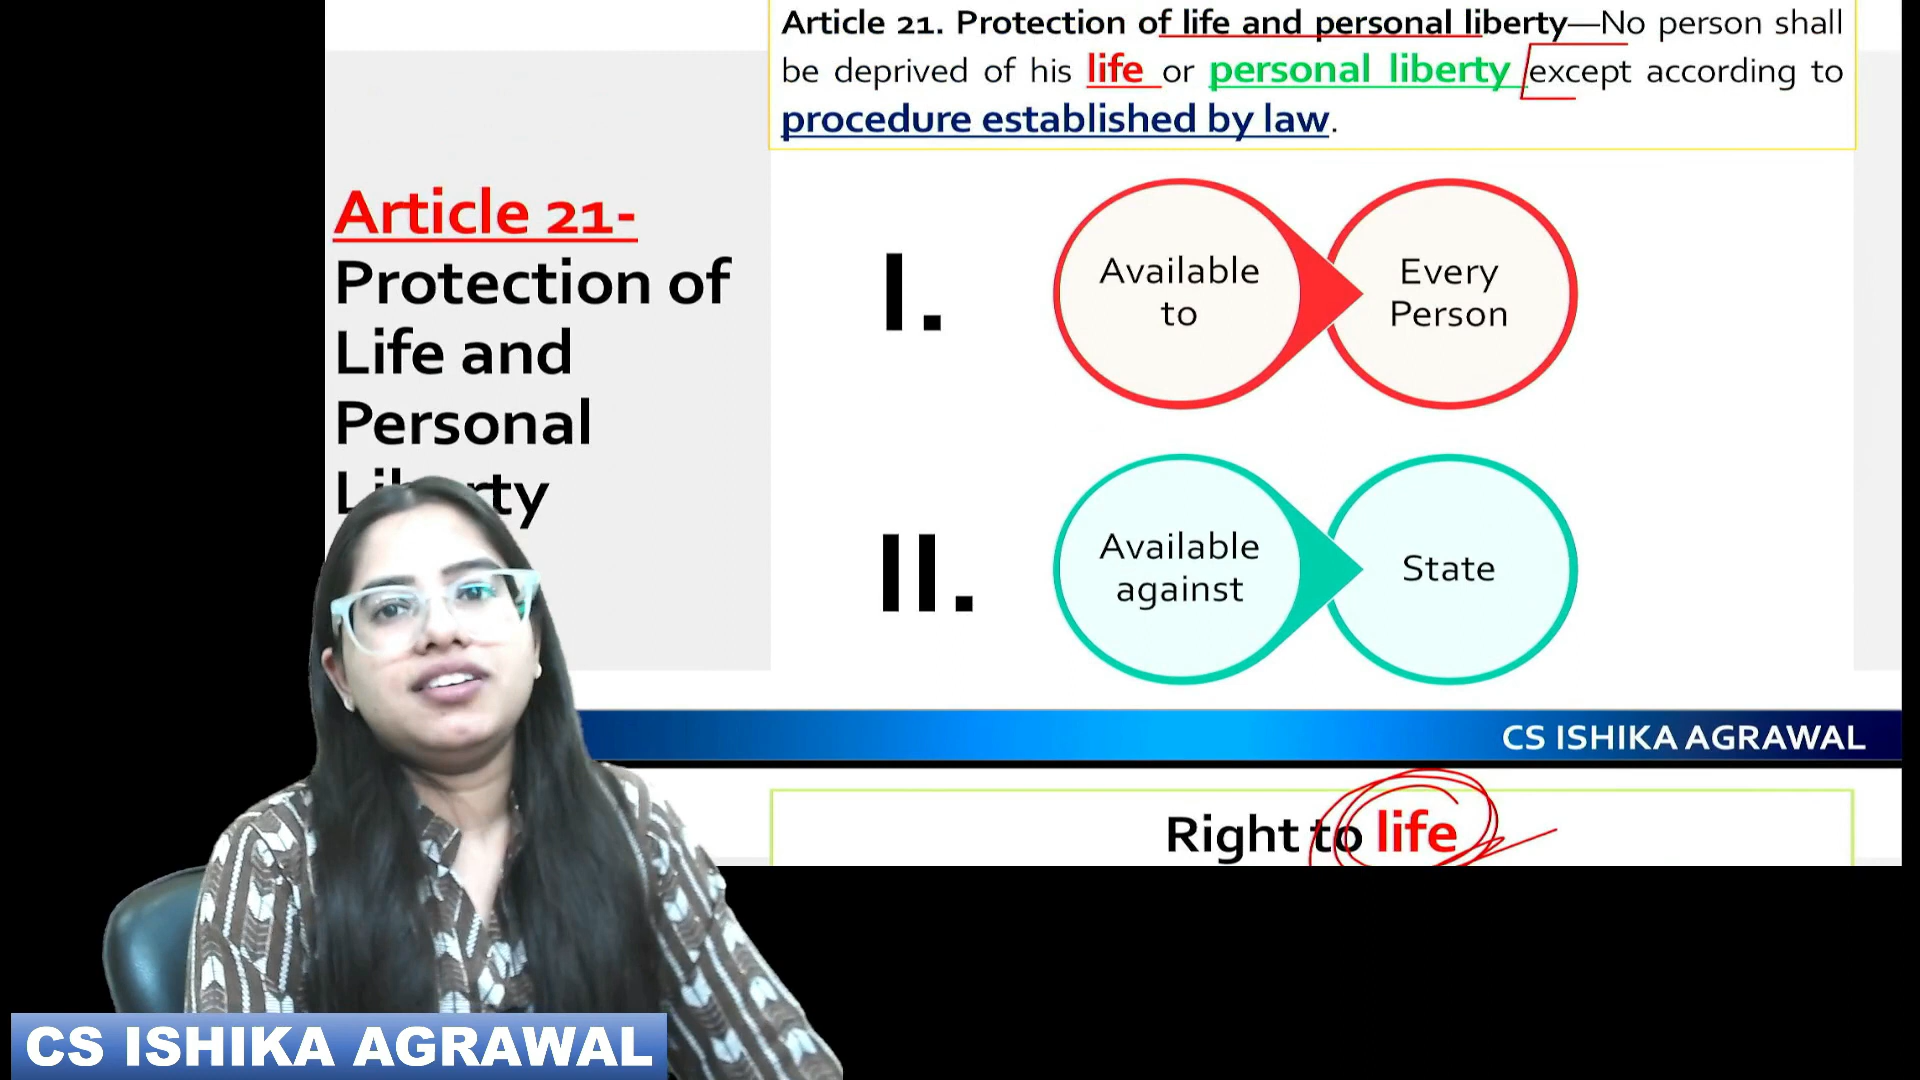 Article 21. Protection of life and personal liberty—No person shall
be deprived of his life or personal liberty except according to
procedure established by law.
Article 21-
Protection of
Life and
Personal
Liberty
I.
Available
to
Every
Person
II.
Available
against
State
CS ISHIKA AGRAWAL
Right to life
CS ISHIKA AGRAWAL